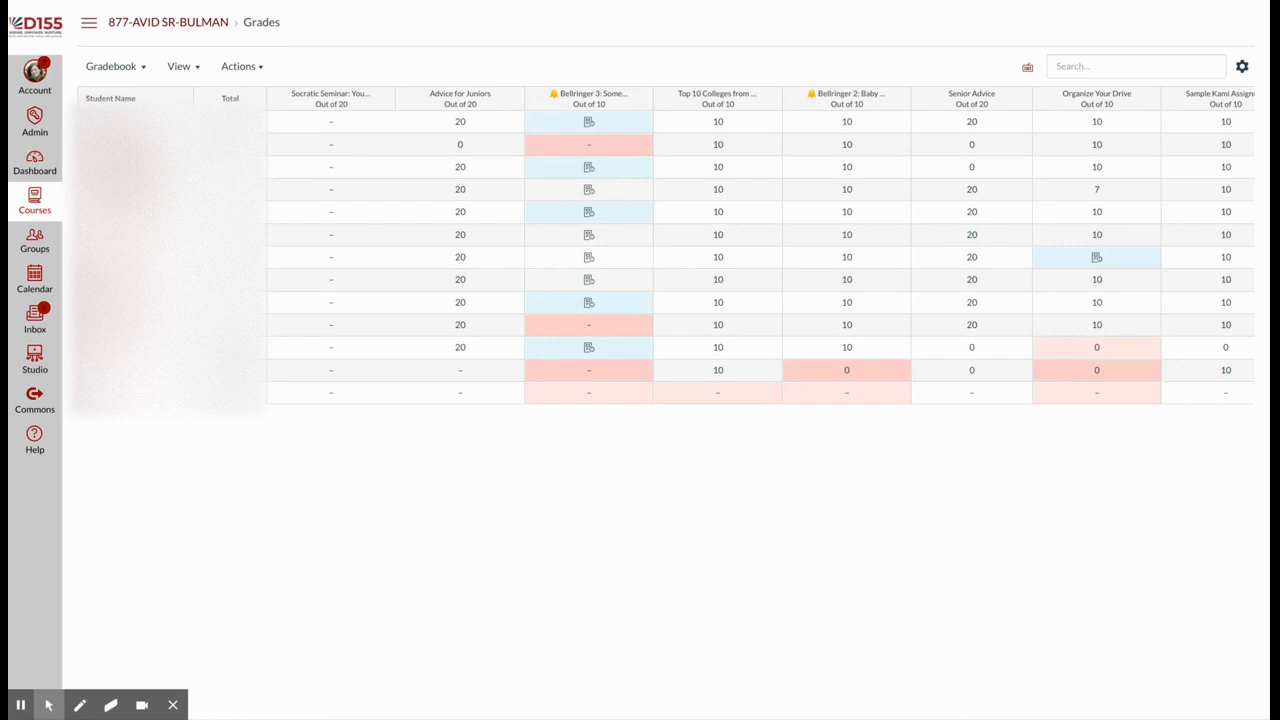 D155
INSPIRE. EMPOWER. NURTURE.
877-AVID SR-BULMAN › Grades
Account
Admin
Dashboard
Courses
Groups
Calendar
Inbox
Studio
Commons
Help
Gradebook View Actions
Search...
Student Name Total Socratic Seminar: You... Advice for Juniors 🔔 Bellringer 3: Some... Top 10 Colleges from ... 🔔 Bellringer 2: Baby ... Senior Advice Organize Your Drive Sample Kami Assign
Out of 20 Out of 20 Out of 10 Out of 10 Out of 10 Out of 20 Out of 10 Out of 10
– 20 10 10 20 10 10
– 0 – 10 10 0 10 10
– 20 10 10 0 10 10
– 20 10 10 20 7 10
– 20 10 10 20 10 10
– 20 10 10 20 10 10
– 20 10 10 20 10
– 20 10 10 20 10 10
– 20 10 10 20 10 10
– 20 – 10 10 20 10 10
– 20 10 10 0 0 0
– – – 10 0 0 0 10
– – – – – – – –